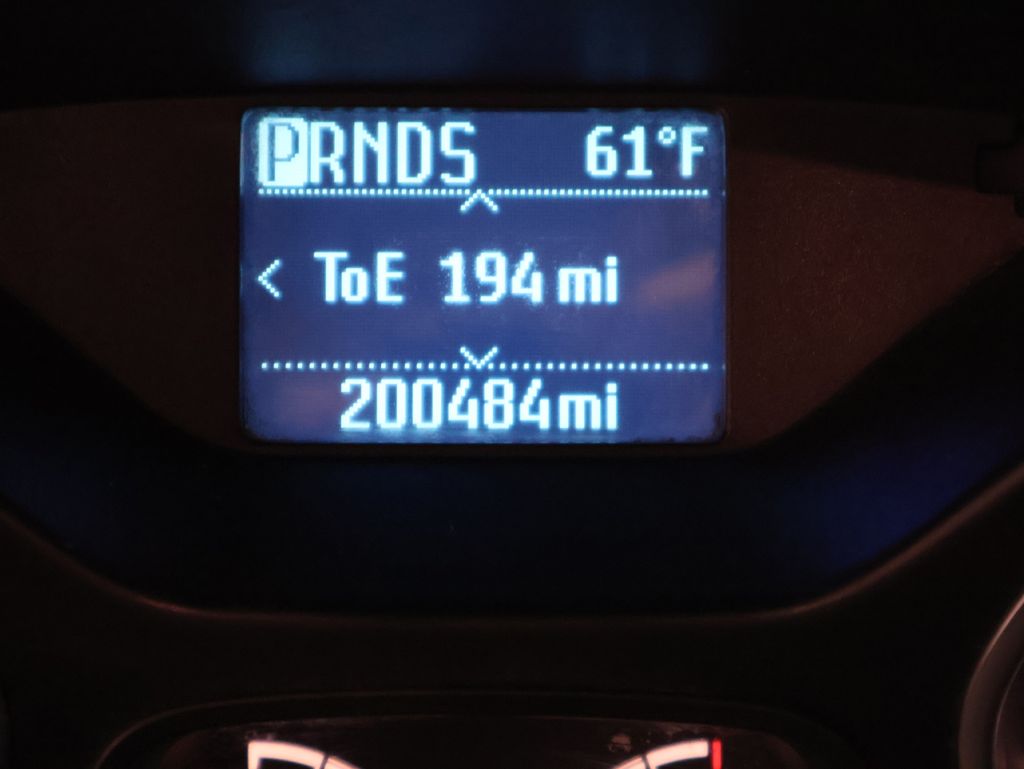 PRNDS 61°F
< ToE 194 mi
200484mi